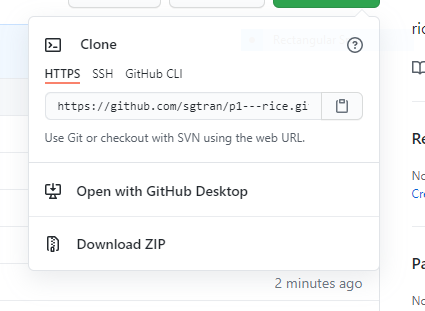 ric
Clone
HTTPS SSH GitHub CLI
https://github.com/sgtran/p1---rice.gi
Use Git or checkout with SVN using the web URL.
Open with GitHub Desktop
Download ZIP
2 minutes ago
Re
No
Cre
Pa
No